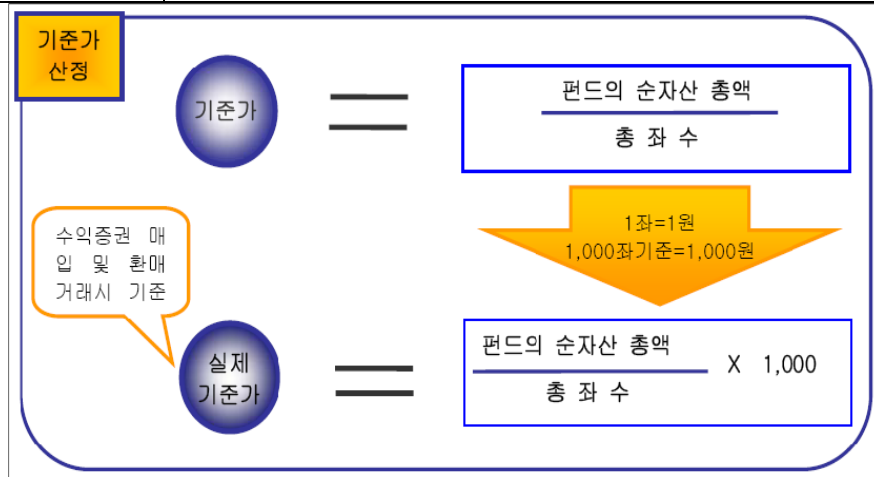 기준가
산정
기준가
펀드의 순자산 총액
총 좌 수
1좌=1원
1,000좌기준=1,000원
수익증권 매
입 및 환매
거래시 기준
실제
기준가
펀드의 순자산 총액
X 1,000
총 좌 수